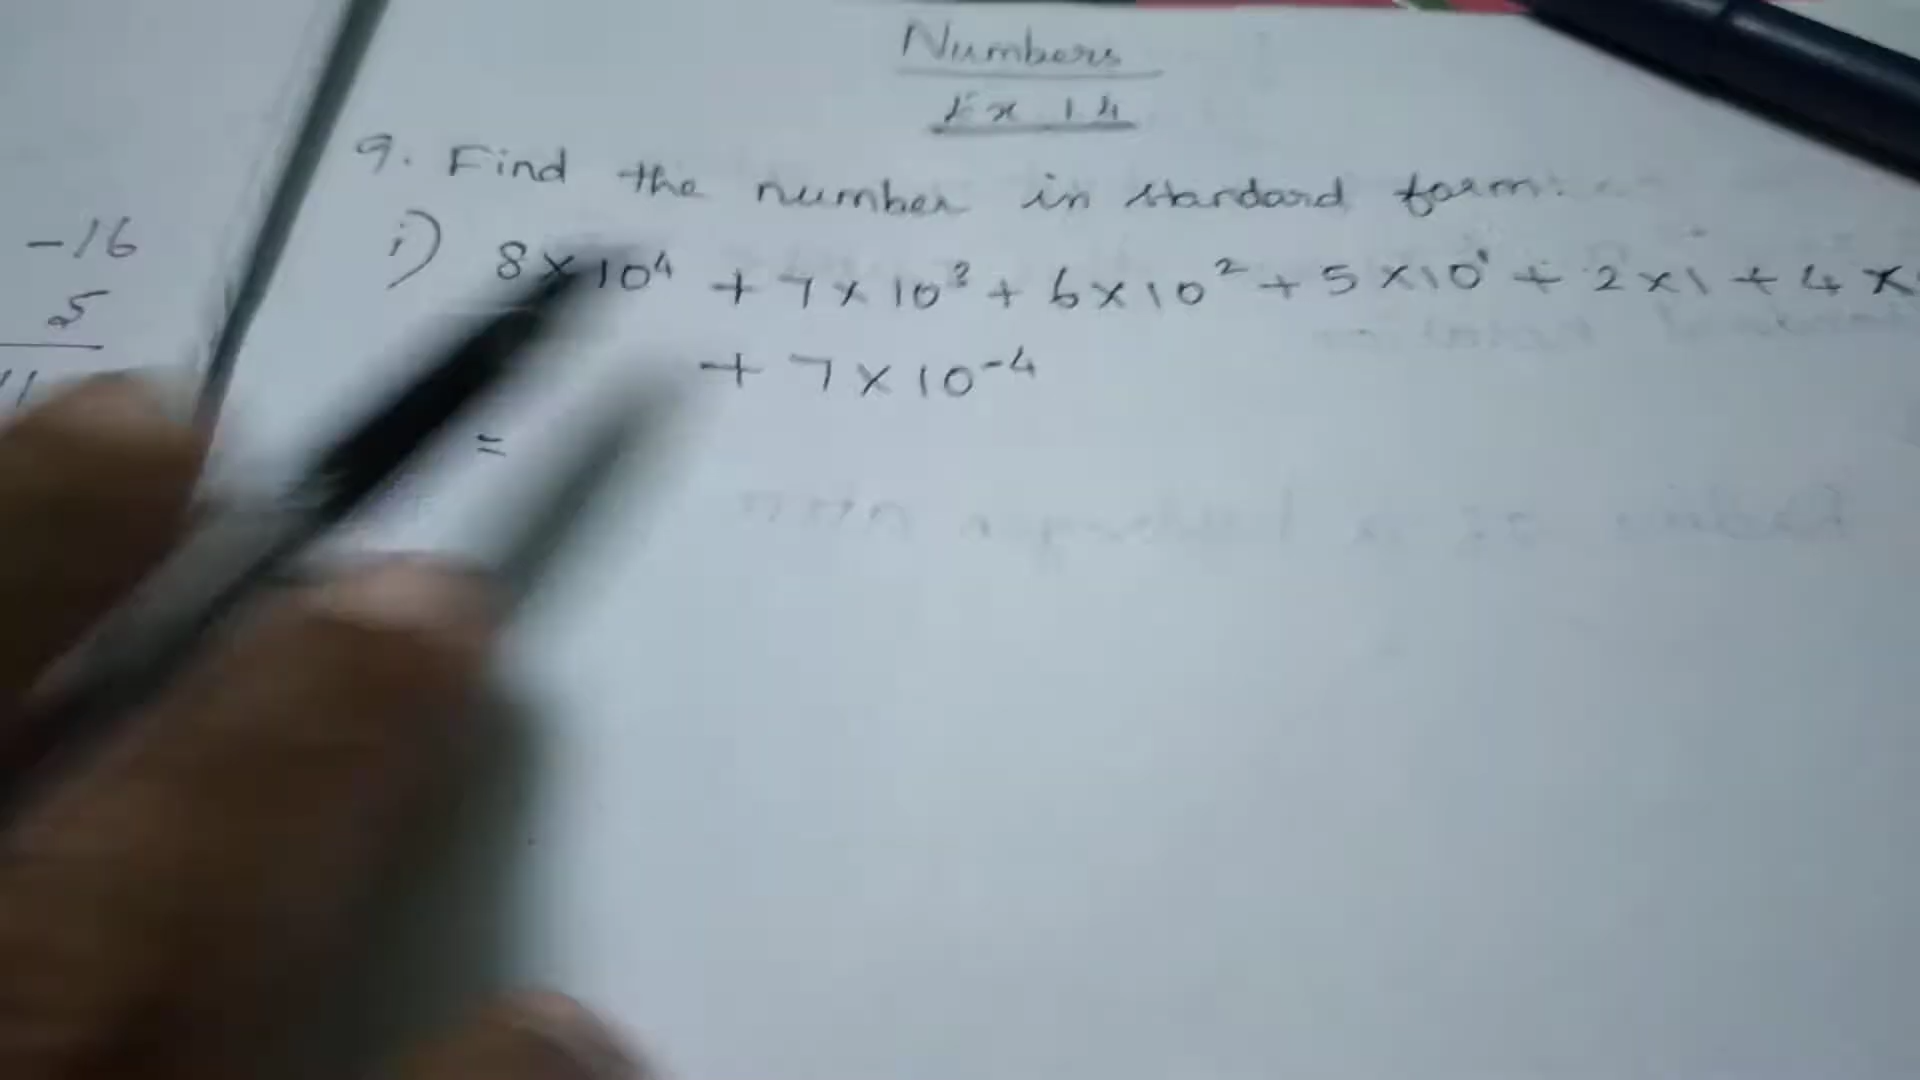 Numbers
Ex 1.4
9. Find the number in standard form:
-16
i) 8×10⁴ + 7×10³ + 6×10² + 5×10¹ + 2×1 + 4×
5
+ 7×10⁻⁴
=